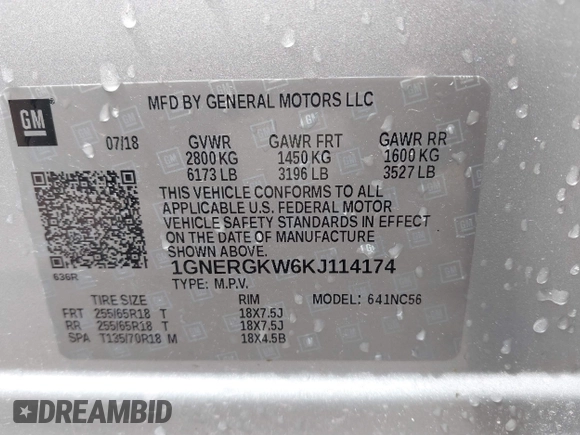 GM
MFD BY GENERAL MOTORS LLC
07/18 GVWR GAWR FRT GAWR RR
2800 KG 1450 KG 1600 KG
6173 LB 3196 LB 3527 LB
THIS VEHICLE CONFORMS TO ALL
APPLICABLE U.S. FEDERAL MOTOR
VEHICLE SAFETY STANDARDS IN EFFECT
ON THE DATE OF MANUFACTURE
SHOWN ABOVE.
636R
1GNERGKW6KJ114174
TYPE: M.P.V.
TIRE SIZE RIM MODEL: 641NC56
FRT 255/65R18 T 18X7.5J
RR 255/65R18 T 18X7.5J
SPA T135/70R18 M 18X4.5B
DREAMBID